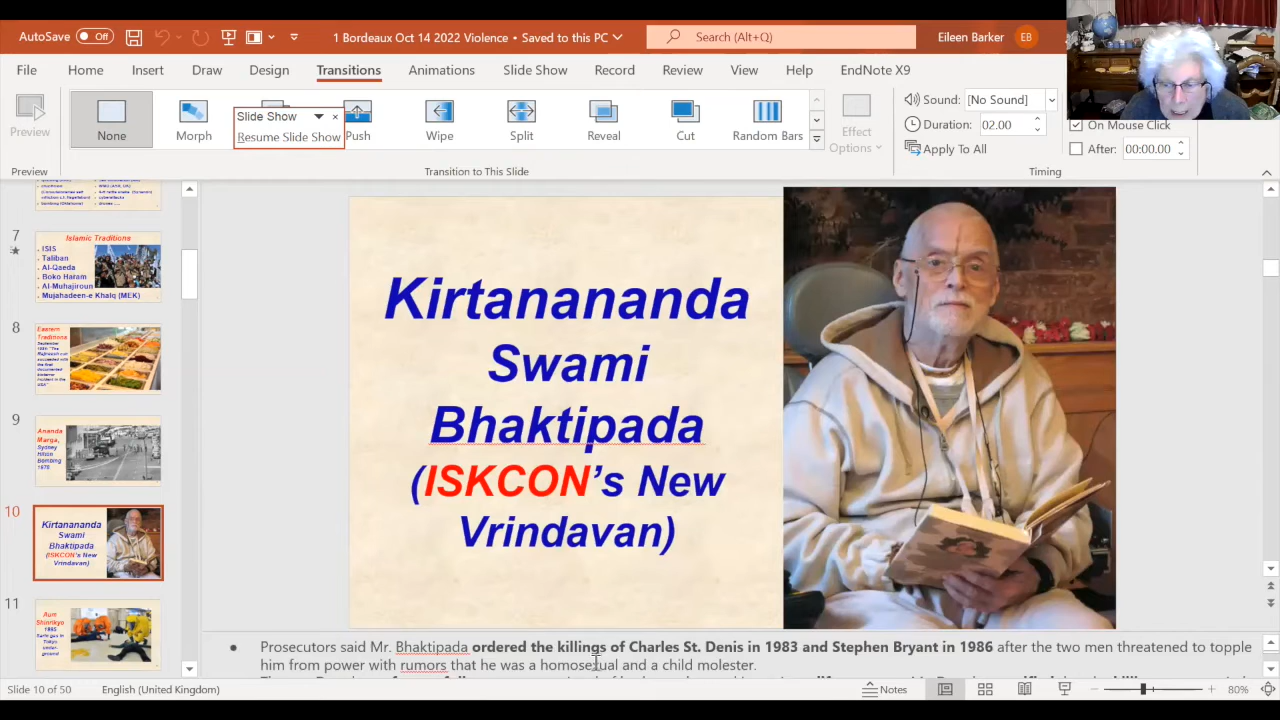 AutoSave Off
1 Bordeaux Oct 14 2022 Violence • Saved to this PC
Search (Alt+Q)
Eileen Barker EB
File Home Insert Draw Design Transitions Animations Slide Show Record Review View Help EndNote X9
Preview
None Morph Push Wipe Split Reveal Cut Random Bars
Slide Show
Resume Slide Show
Effect Options
Sound: [No Sound]
Duration: 02.00
Apply To All
On Mouse Click
After: 00:00.00
Preview
Transition to This Slide
Timing
7
Islamic Traditions
ISIS
Taliban
Al-Qaeda
Boko Haram
Al-Muhajiroun
Mujahadeen-e Khalq (MEK)
8
Eastern
Traditions
9
Ananda
Marga,
Sydney
Hilton
Bombing
1978
10
Kirtanananda
Swami
Bhaktipada
(ISKCON's New
Vrindavan)
11
Aum
Shinrikyo
1995
Sarin gas in
Tokyo
under-
ground
Kirtanananda
Swami
Bhaktipada
(ISKCON's New
Vrindavan)
• Prosecutors said Mr. Bhaktipada ordered the killings of Charles St. Denis in 1983 and Stephen Bryant in 1986 after the two men threatened to topple
him from power with rumors that he was a homosexual and a child molester.
Slide 10 of 50
English (United Kingdom)
Notes
80%